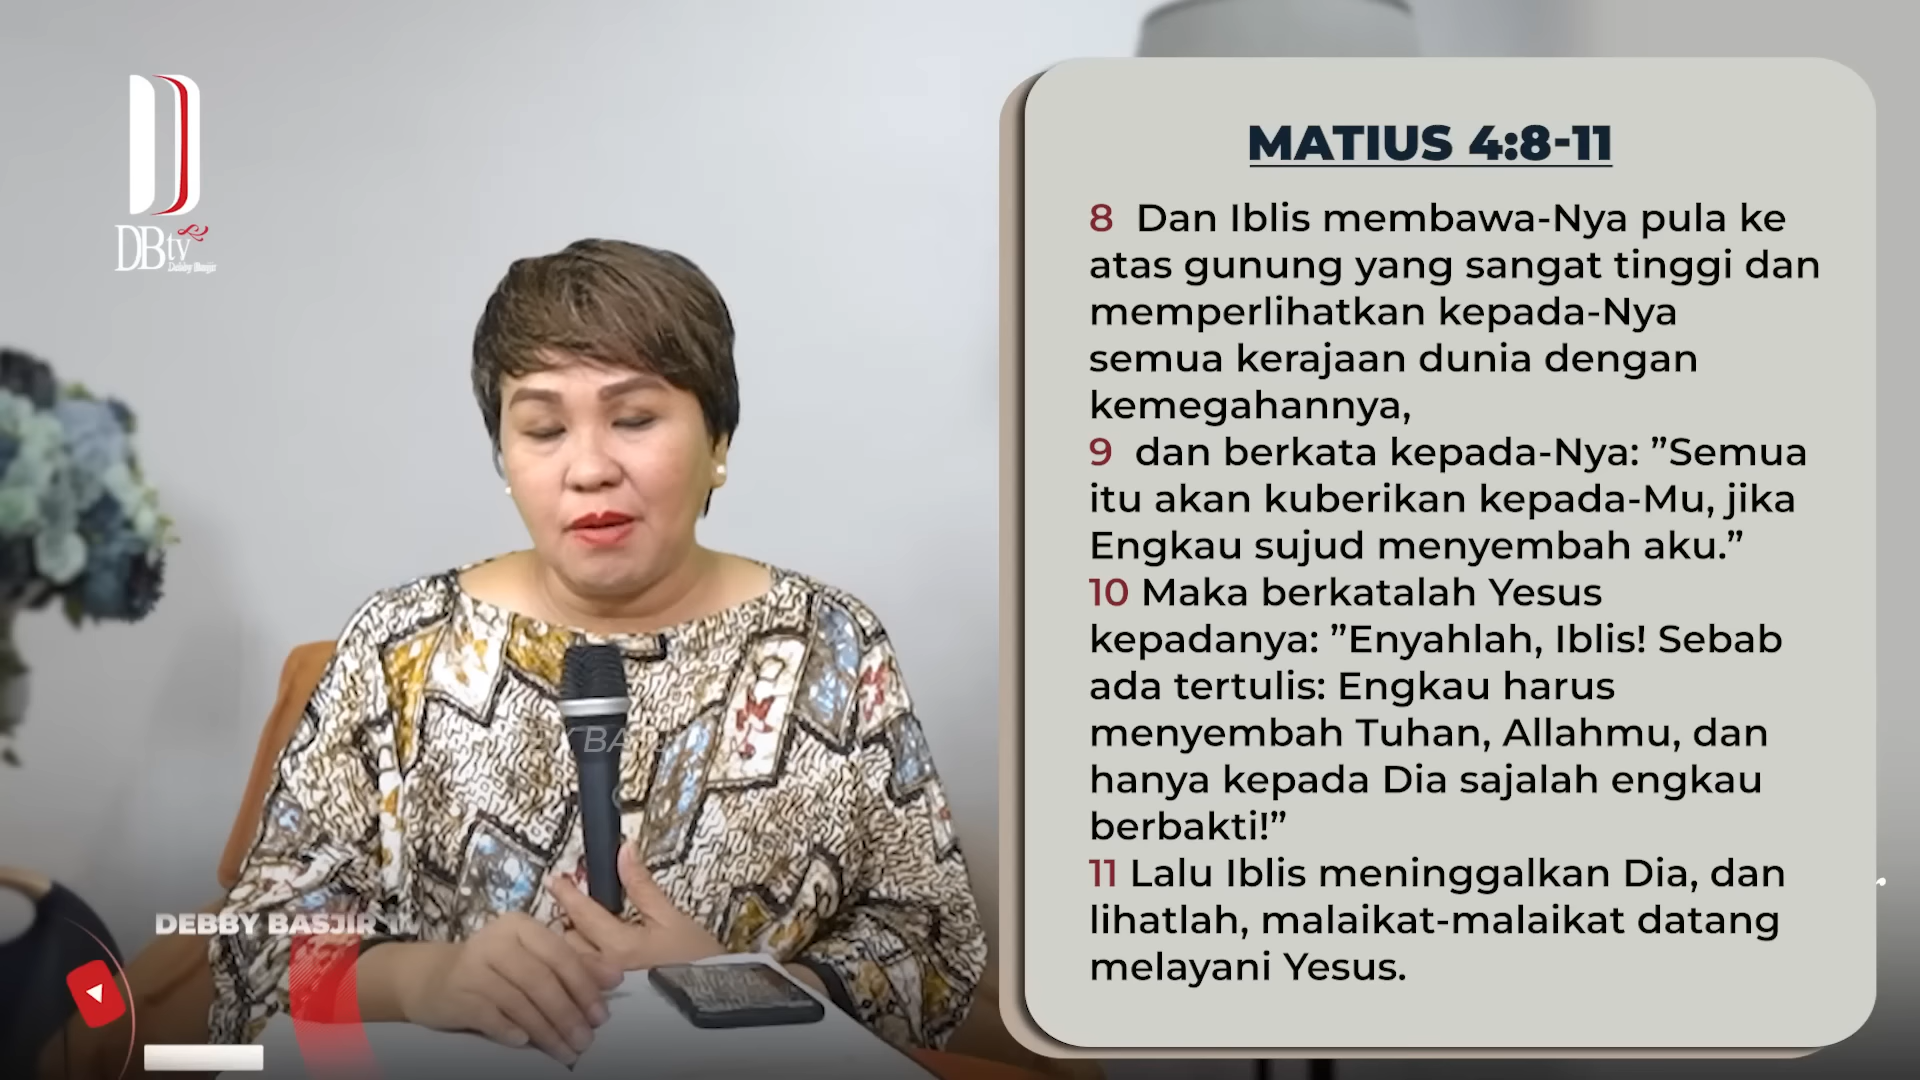 DBtv
Debby Basjir
MATIUS 4:8-11
8 Dan Iblis membawa-Nya pula ke
atas gunung yang sangat tinggi dan
memperlihatkan kepada-Nya
semua kerajaan dunia dengan
kemegahannya,
9 dan berkata kepada-Nya: ”Semua
itu akan kuberikan kepada-Mu, jika
Engkau sujud menyembah aku.”
10 Maka berkatalah Yesus
kepadanya: ”Enyahlah, Iblis! Sebab
ada tertulis: Engkau harus
menyembah Tuhan, Allahmu, dan
hanya kepada Dia sajalah engkau
berbakti!”
11 Lalu Iblis meninggalkan Dia, dan
lihatlah, malaikat-malaikat datang
melayani Yesus.
DEBBY BASJIR TV